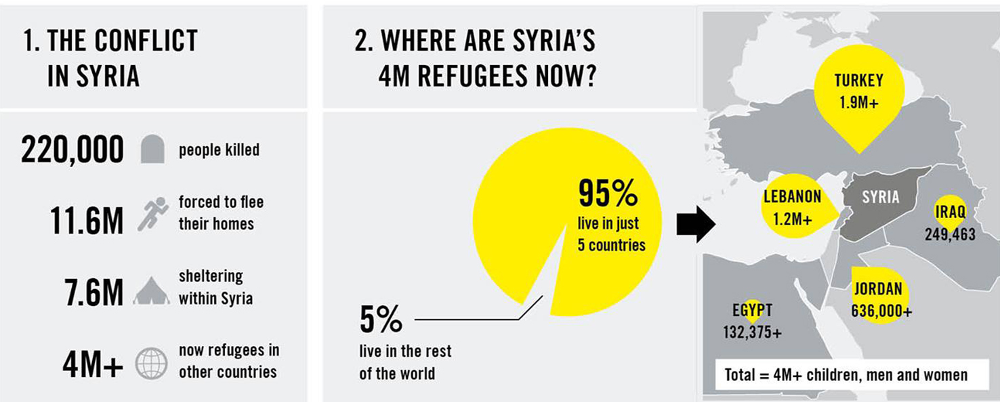 1. THE CONFLICT
IN SYRIA
220,000
people killed
11.6M
forced to flee
their homes
7.6M
sheltering
within Syria
4M+
now refugees in
other countries
2. WHERE ARE SYRIA'S
4M REFUGEES NOW?
95%
live in just
5 countries
5%
live in the rest
of the world
TURKEY
1.9M+
LEBANON
1.2M+
SYRIA
IRAQ
249,463
JORDAN
636,000+
EGYPT
132,375+
Total = 4M+ children, men and women